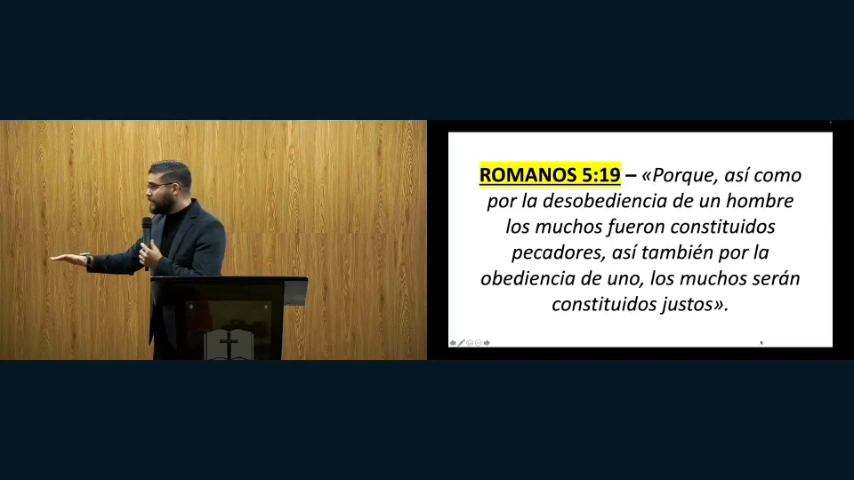 ROMANOS 5:19 – «Porque, así como
por la desobediencia de un hombre
los muchos fueron constituidos
pecadores, así también por la
obediencia de uno, los muchos serán
constituidos justos».